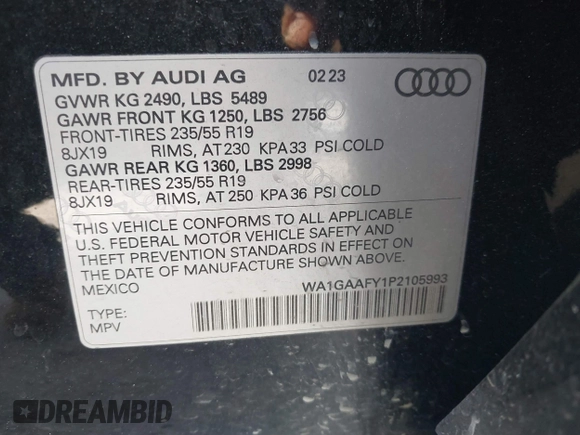 MFD. BY AUDI AG 02 23
GVWR KG 2490, LBS 5489
GAWR FRONT KG 1250, LBS 2756
FRONT-TIRES 235/55 R19
8JX19 RIMS, AT 230 KPA 33 PSI COLD
GAWR REAR KG 1360, LBS 2998
REAR-TIRES 235/55 R19
8JX19 RIMS, AT 250 KPA 36 PSI COLD
THIS VEHICLE CONFORMS TO ALL APPLICABLE
U.S. FEDERAL MOTOR VEHICLE SAFETY AND
THEFT PREVENTION STANDARDS IN EFFECT ON
THE DATE OF MANUFACTURE SHOWN ABOVE.
MEXICO WA1GAAFY1P2105993
TYPE:
MPV
DREAMBID